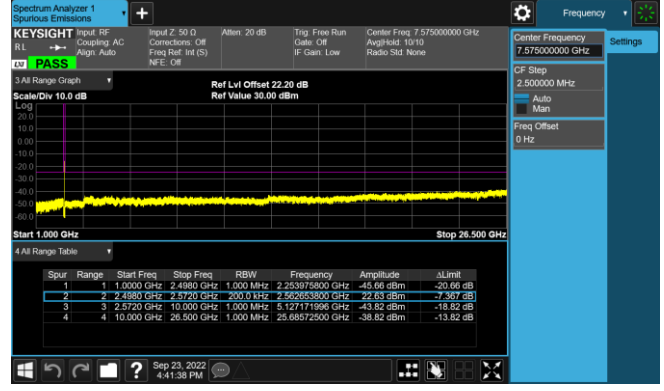 Spectrum Analyzer 1
Spurious Emissions
Frequency
KEYSIGHT
RL
LXI
PASS
Input: RF
Coupling: AC
Align: Auto
Input Z: 50 Ω
Corrections: Off
Freq Ref: Int (S)
NFE: Off
Atten: 20 dB
Trig: Free Run
Gate: Off
IF Gain: Low
Center Freq: 7.575000000 GHz
Avg|Hold: 10/10
Radio Std: None
Center Frequency
7.575000000 GHz
Settings
CF Step
2.500000 MHz
Auto
Man
Freq Offset
0 Hz
3 All Range Graph
Scale/Div 10.0 dB
Ref Lvl Offset 22.20 dB
Ref Value 30.00 dBm
Log
20.0
10.0
0.00
-10.0
-20.0
-30.0
-40.0
-50.0
-60.0
Start 1.000 GHz
Stop 26.500 GHz
4 All Range Table
Spur Range Start Freq Stop Freq RBW Frequency Amplitude ΔLimit
1 1 1.0000 GHz 2.4980 GHz 1.000 MHz 2.253975800 GHz -45.66 dBm -20.66 dB
2 2 2.4980 GHz 2.5720 GHz 200.0 kHz 2.562653800 GHz 22.63 dBm -7.367 dB
3 3 2.5720 GHz 10.000 GHz 1.000 MHz 5.127171996 GHz -43.82 dBm -18.82 dB
4 4 10.000 GHz 26.500 GHz 1.000 MHz 25.68572500 GHz -38.82 dBm -13.82 dB
?
Sep 23, 2022
4:41:38 PM